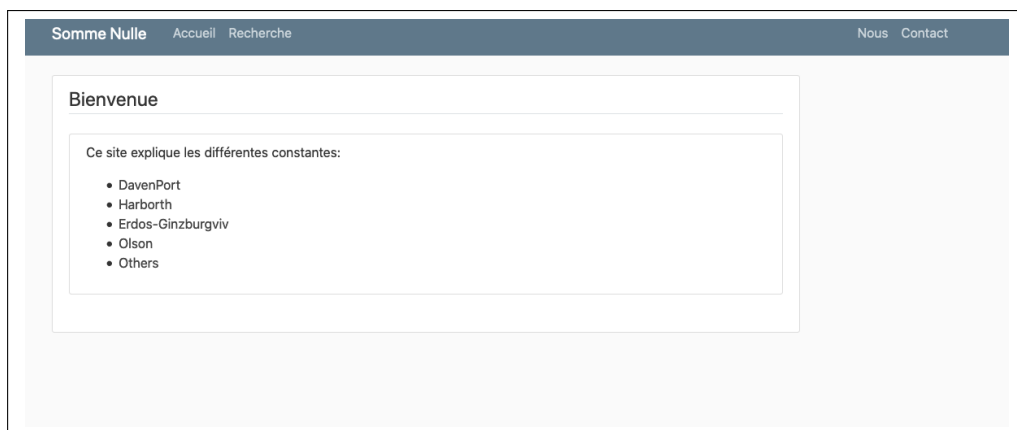 Somme Nulle Accueil Recherche Nous Contact
Bienvenue
Ce site explique les différentes constantes:
• DavenPort
• Harborth
• Erdos-Ginzburgviv
• Olson
• Others